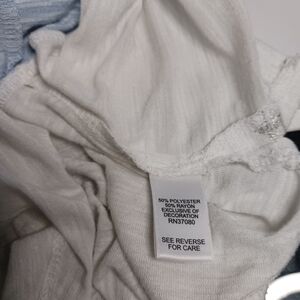 50% POLYESTER
50% RAYON
EXCLUSIVE OF
DECORATION
RN37080
SEE REVERSE
FOR CARE